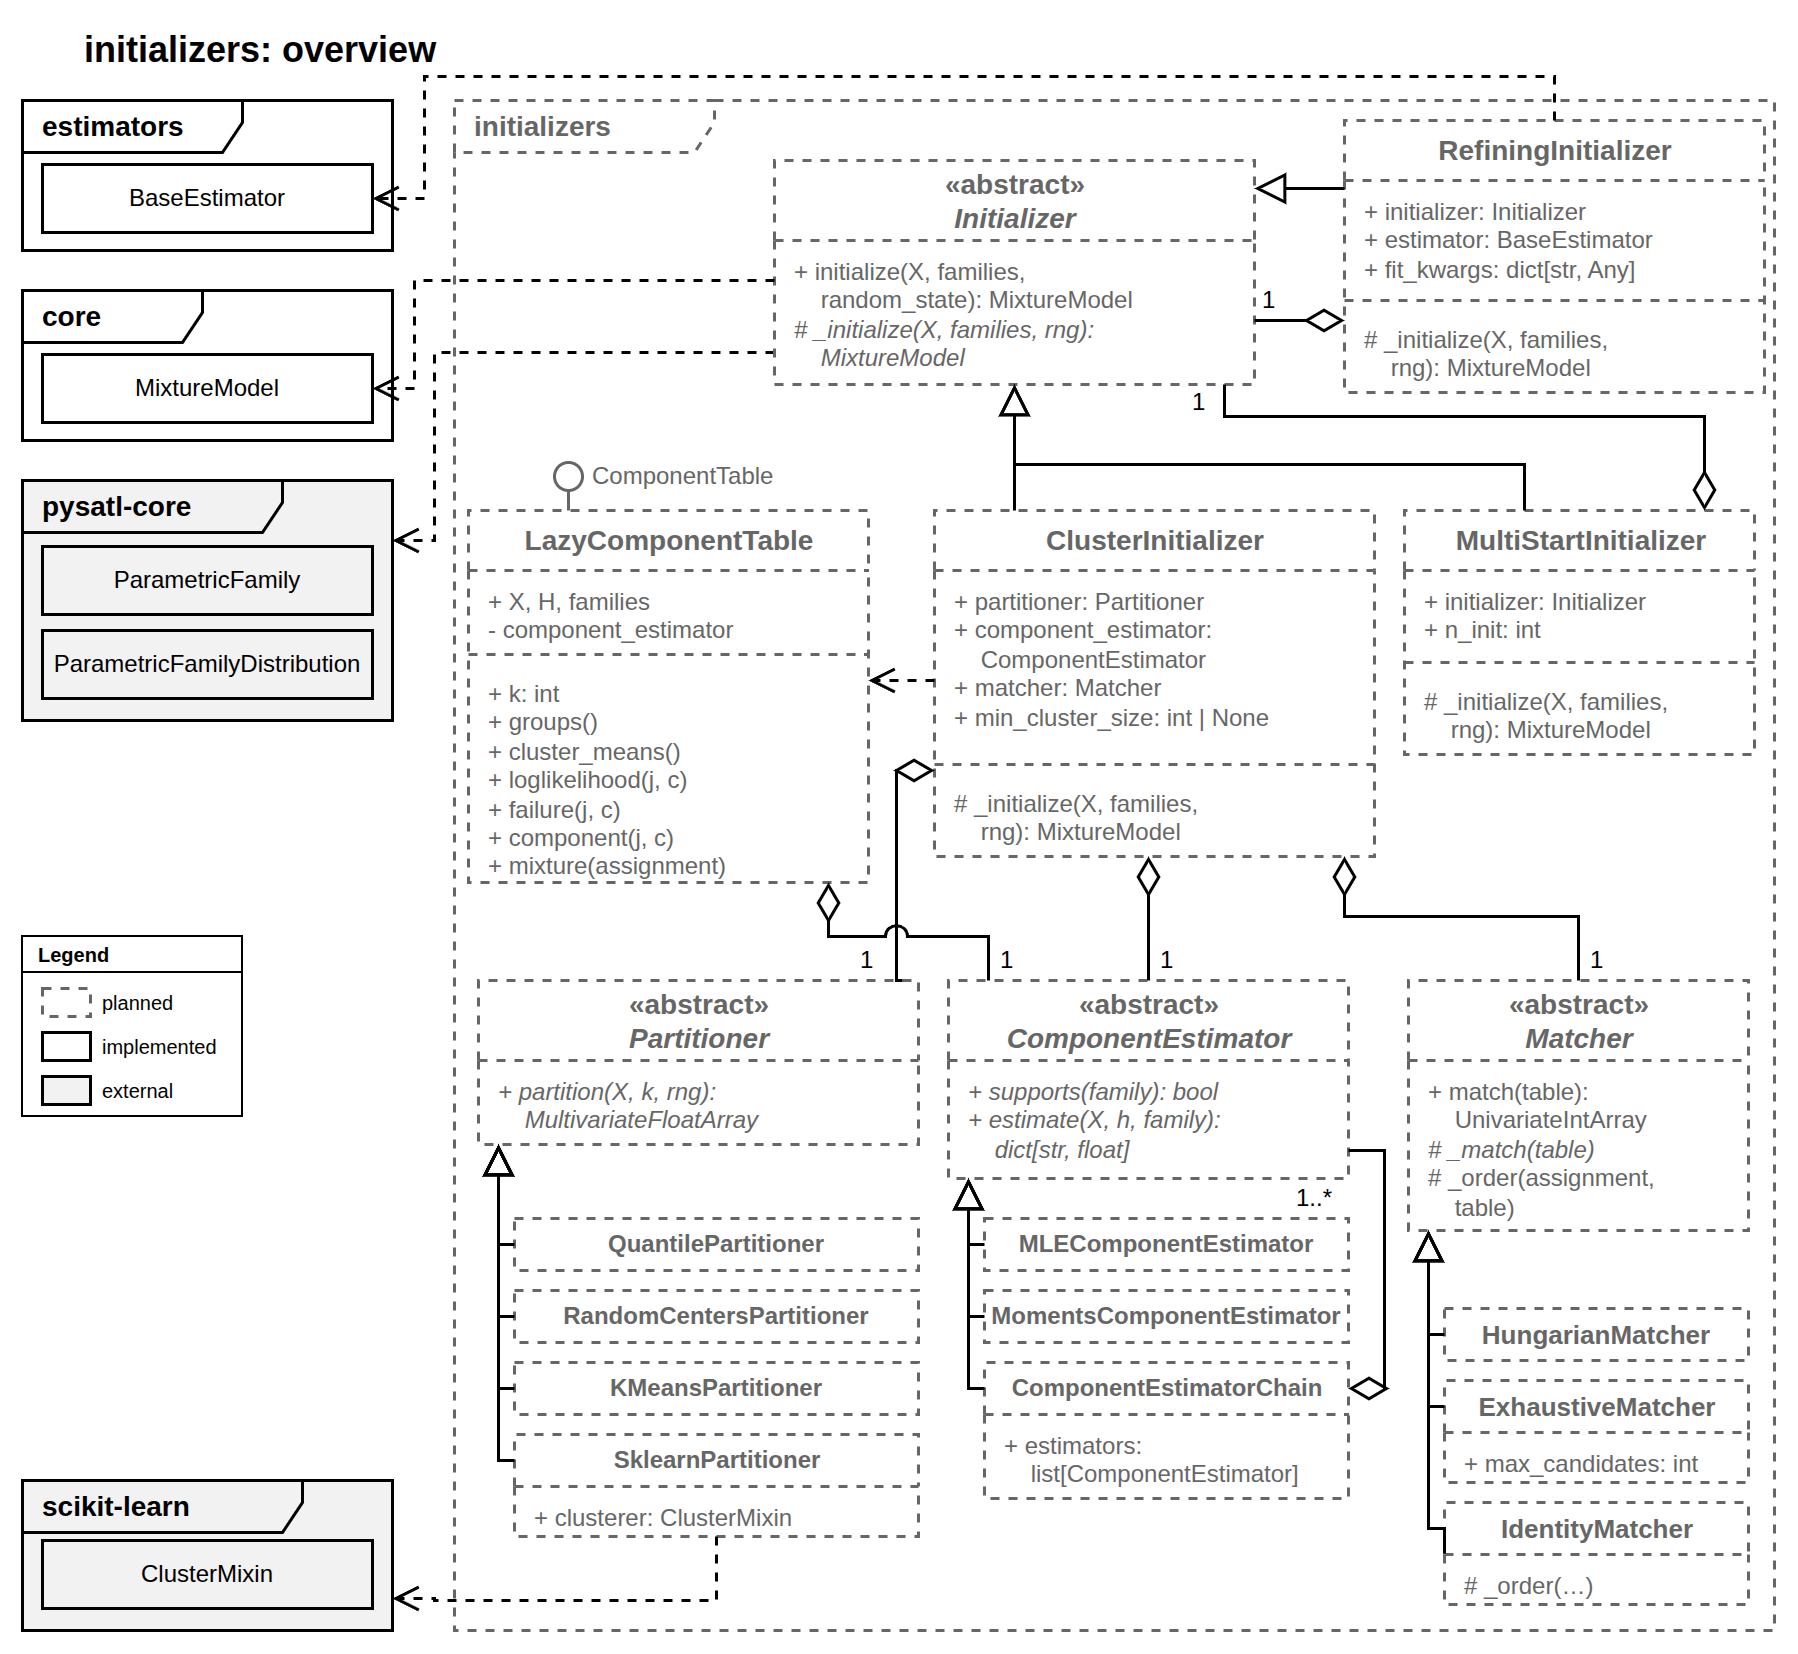 initializers: overview
estimators
BaseEstimator
core
MixtureModel
pysatl-core
ParametricFamily
ParametricFamilyDistribution
Legend
planned
implemented
external
scikit-learn
ClusterMixin
initializers
«abstract»
Initializer
+ initialize(X, families,
random_state): MixtureModel
# _initialize(X, families, rng):
MixtureModel
RefiningInitializer
+ initializer: Initializer
+ estimator: BaseEstimator
+ fit_kwargs: dict[str, Any]
# _initialize(X, families,
rng): MixtureModel
1
1
ComponentTable
LazyComponentTable
+ X, H, families
- component_estimator
+ k: int
+ groups()
+ cluster_means()
+ loglikelihood(j, c)
+ failure(j, c)
+ component(j, c)
+ mixture(assignment)
ClusterInitializer
+ partitioner: Partitioner
+ component_estimator:
ComponentEstimator
+ matcher: Matcher
+ min_cluster_size: int | None
# _initialize(X, families,
rng): MixtureModel
MultiStartInitializer
+ initializer: Initializer
+ n_init: int
# _initialize(X, families,
rng): MixtureModel
1
1
1
1
«abstract»
Partitioner
+ partition(X, k, rng):
MultivariateFloatArray
QuantilePartitioner
RandomCentersPartitioner
KMeansPartitioner
SklearnPartitioner
+ clusterer: ClusterMixin
«abstract»
ComponentEstimator
+ supports(family): bool
+ estimate(X, h, family):
dict[str, float]
1..*
MLEComponentEstimator
MomentsComponentEstimator
ComponentEstimatorChain
+ estimators:
list[ComponentEstimator]
«abstract»
Matcher
+ match(table):
UnivariateIntArray
# _match(table)
# _order(assignment,
table)
HungarianMatcher
ExhaustiveMatcher
+ max_candidates: int
IdentityMatcher
# _order(…)